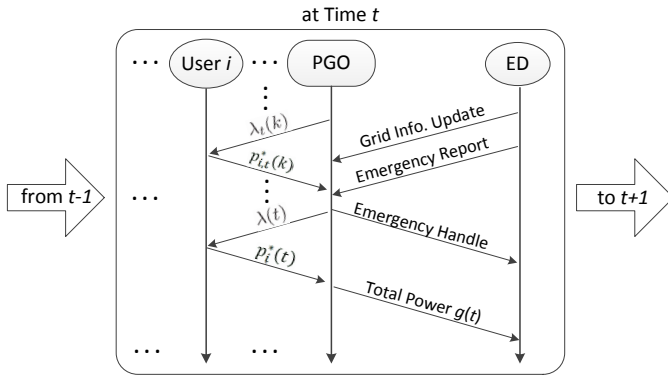 at Time t
... User i ... PGO ED
λ_t(k)
Grid Info. Update
p*_{i,t}(k)
Emergency Report
from t-1
...
λ(t)
Emergency Handle
to t+1
p*_i(t)
Total Power g(t)
... ...